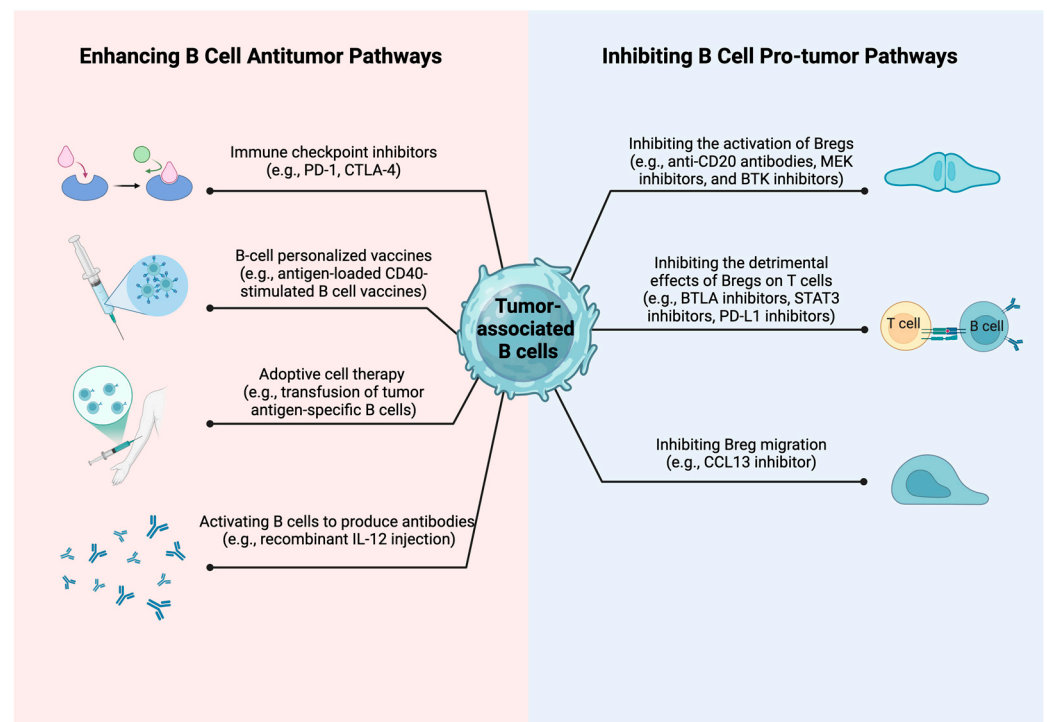 Enhancing B Cell Antitumor Pathways
Immune checkpoint inhibitors
(e.g., PD-1, CTLA-4)
B-cell personalized vaccines
(e.g., antigen-loaded CD40-
stimulated B cell vaccines)
Adoptive cell therapy
(e.g., transfusion of tumor
antigen-specific B cells)
Activating B cells to produce antibodies
(e.g., recombinant IL-12 injection)
Tumor-
associated
B cells
Inhibiting B Cell Pro-tumor Pathways
Inhibiting the activation of Bregs
(e.g., anti-CD20 antibodies, MEK
inhibitors, and BTK inhibitors)
Inhibiting the detrimental
effects of Bregs on T cells
(e.g., BTLA inhibitors, STAT3
inhibitors, PD-L1 inhibitors)
T cell
B cell
Inhibiting Breg migration
(e.g., CCL13 inhibitor)